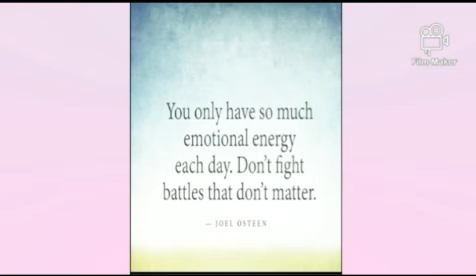 Film Maker
You only have so much
emotional energy
each day. Don't fight
battles that don't matter.
— JOEL OSTEEN